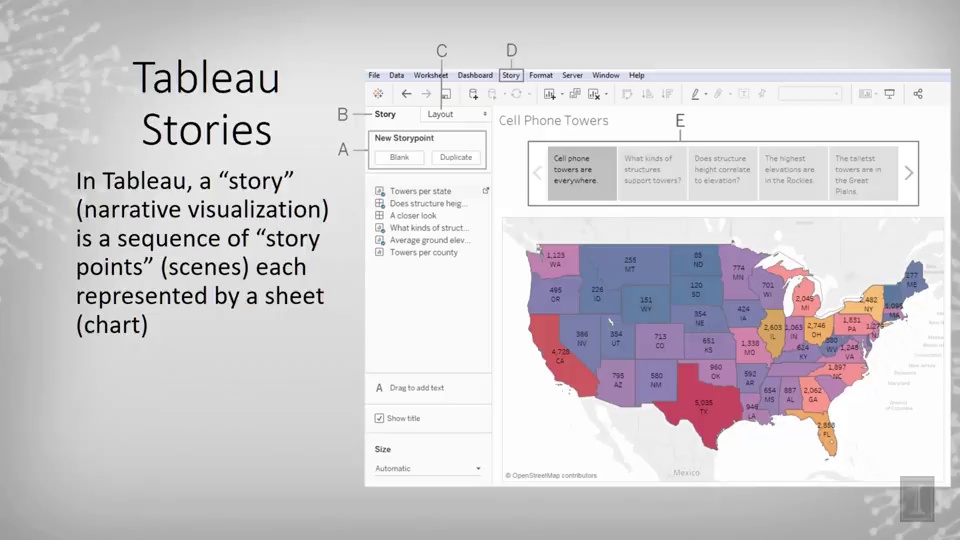 Tableau
Stories
In Tableau, a “story”
(narrative visualization)
is a sequence of “story
points” (scenes) each
represented by a sheet
(chart)
C
D
File Data Worksheet Dashboard Story Format Server Window Help
B
Story
Layout
Cell Phone Towers
E
A
New Storypoint
Blank
Duplicate
Cell phone
towers are
everywhere.
What kinds of
structures
support towers?
Does structure
height correlate
to elevation?
The highest
elevations are
in the Rockies.
The talletst
towers are in
the Great
Plains.
Towers per state
Does structure heig...
A closer look
What kinds of struct...
Average ground elev...
Towers per county
1,123
WA
255
MT
85
ND
774
MN
277
ME
495
OR
226
ID
151
WY
120
SD
701
WI
2,045
MI
2,482
NY
354
NE
424
IA
386
NV
354
UT
713
CO
651
KS
1,338
MO
2,603
IL
1,063
IN
2,746
OH
1,831
PA
624
KY
WV
1,248
VA
4,728
CA
795
AZ
580
NM
960
OK
592
AR
1,897
NC
5,035
TX
946
LA
654
MS
887
AL
2,062
GA
FL
A Drag to add text
Show title
Size
Automatic
Mexico
© OpenStreetMap contributors
I